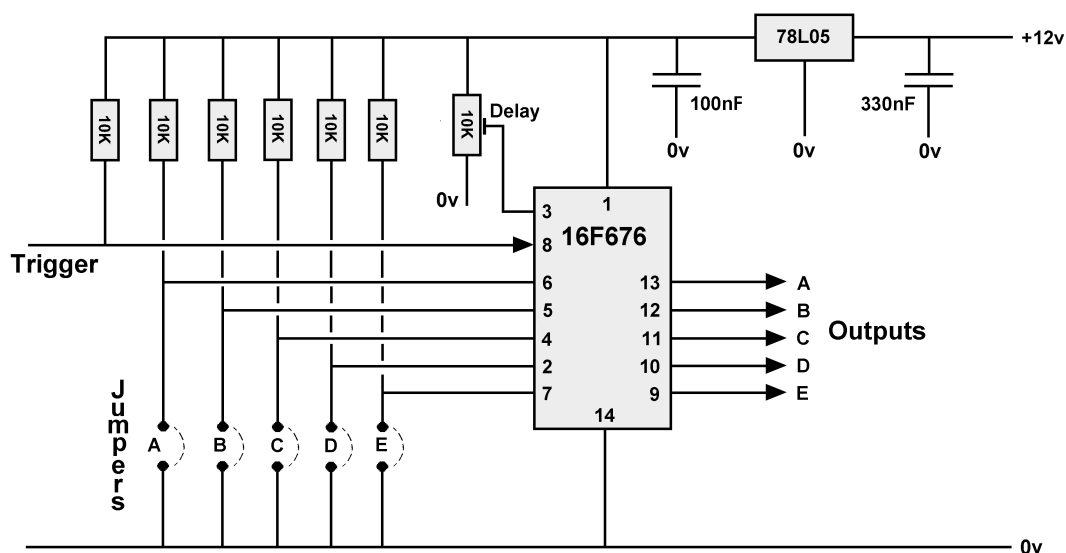 78L05
+12v
10K
10K
10K
10K
10K
10K
10K
Delay
100nF
330nF
0v
0v
0v
0v
3
1
16F676
Trigger
8
6
13
A
5
12
B
4
11
C
Outputs
2
10
D
7
9
E
14
Jumpers
A
B
C
D
E
0v